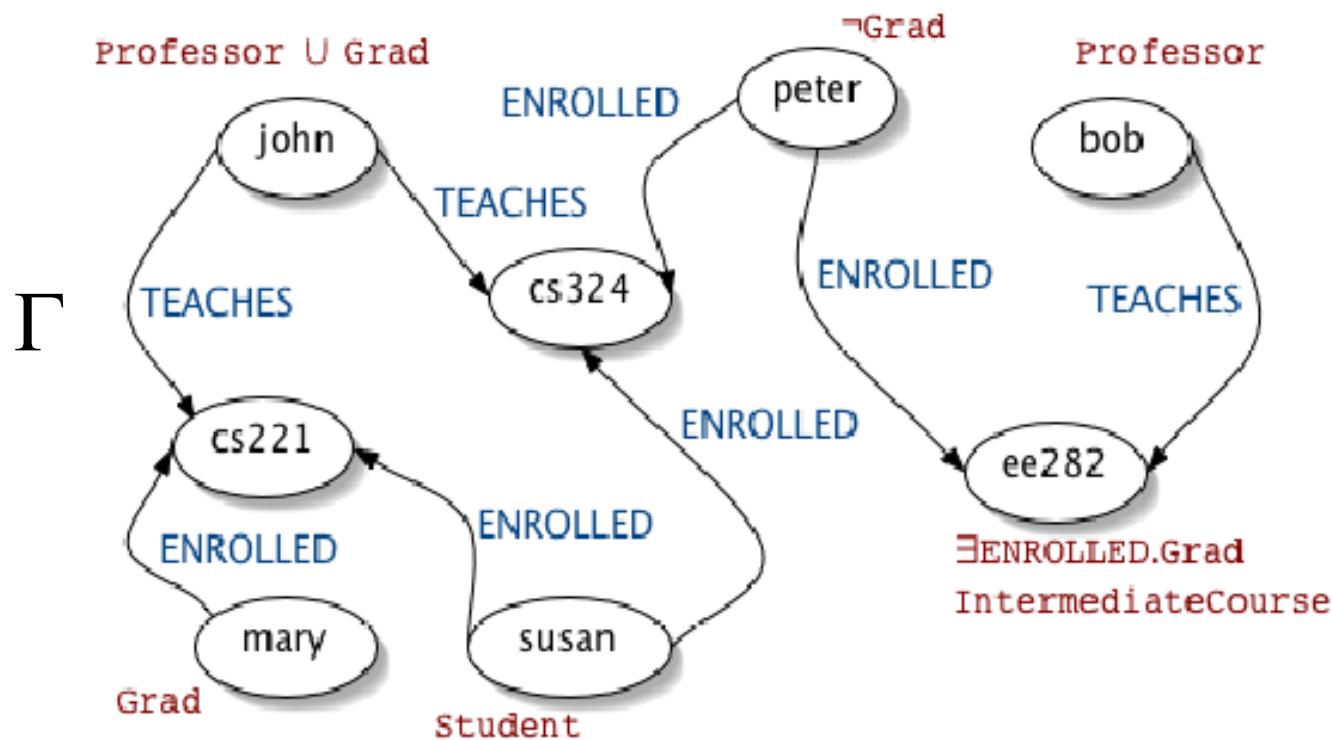 ¬Grad
Professor ∪ Grad
Professor
peter
ENROLLED
john
bob
TEACHES
ENROLLED
cs324
TEACHES
TEACHES
Γ
ENROLLED
cs221
ee282
ENROLLED
ENROLLED
∃ENROLLED.Grad
IntermediateCourse
mary
susan
Grad
Student